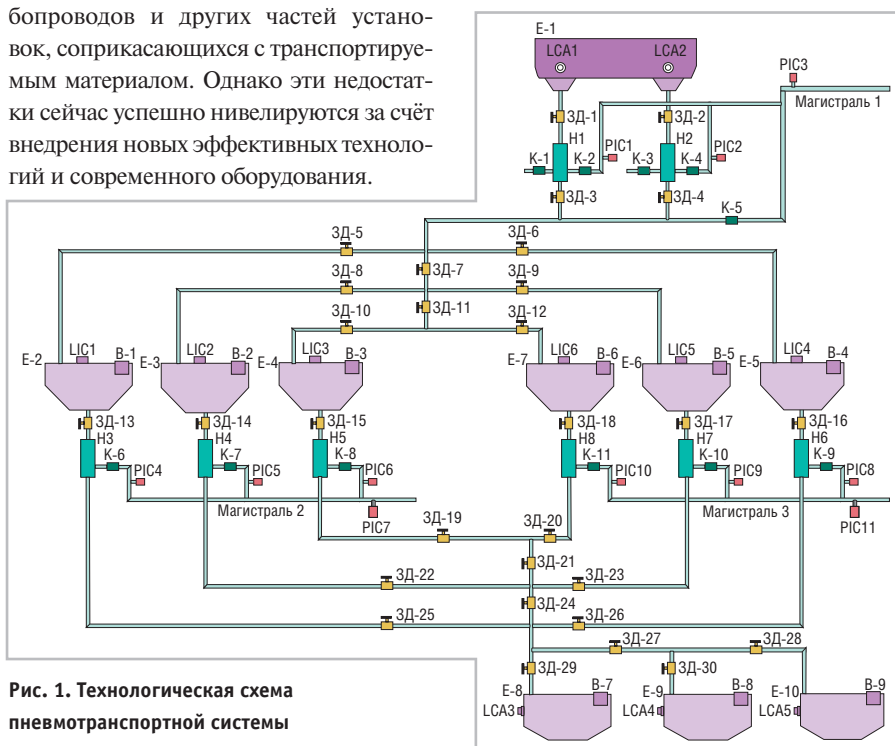 бопроводов и других частей устано-
вок, соприкасающихся с транспортируе-
мым материалом. Однако эти недостат-
ки сейчас успешно нивелируются за счёт
внедрения новых эффективных техноло-
гий и современного оборудования.
E-1
LCA1 LCA2
PIC3
Магистраль 1
ЗД-1 ЗД-2
Н1 Н2
PIC1 PIC2
К-1 К-2 К-3 К-4
ЗД-3 ЗД-4
К-5
ЗД-5 ЗД-6
ЗД-7
ЗД-8 ЗД-9
ЗД-10 ЗД-11 ЗД-12
E-2 LIC1 В-1 E-3 LIC2 В-2 E-4 LIC3 В-3 E-7 LIC6 В-6 E-6 LIC5 В-5 E-5 LIC4 В-4
ЗД-13 ЗД-14 ЗД-15 ЗД-18 ЗД-17 ЗД-16
Н3 Н4 Н5 Н8 Н7 Н6
К-6 К-7 К-8 К-11 К-10 К-9
PIC4 PIC5 PIC6 PIC10 PIC9 PIC8
Магистраль 2 Магистраль 3
PIC7 PIC11
ЗД-19 ЗД-20
ЗД-21
ЗД-22 ЗД-23
ЗД-24
ЗД-25 ЗД-26
ЗД-27 ЗД-28
ЗД-29 ЗД-30
E-8 В-7 E-9 В-8 E-10 В-9
LCA3 LCA4 LCA5
Рис. 1. Технологическая схема
пневмотранспортной системы